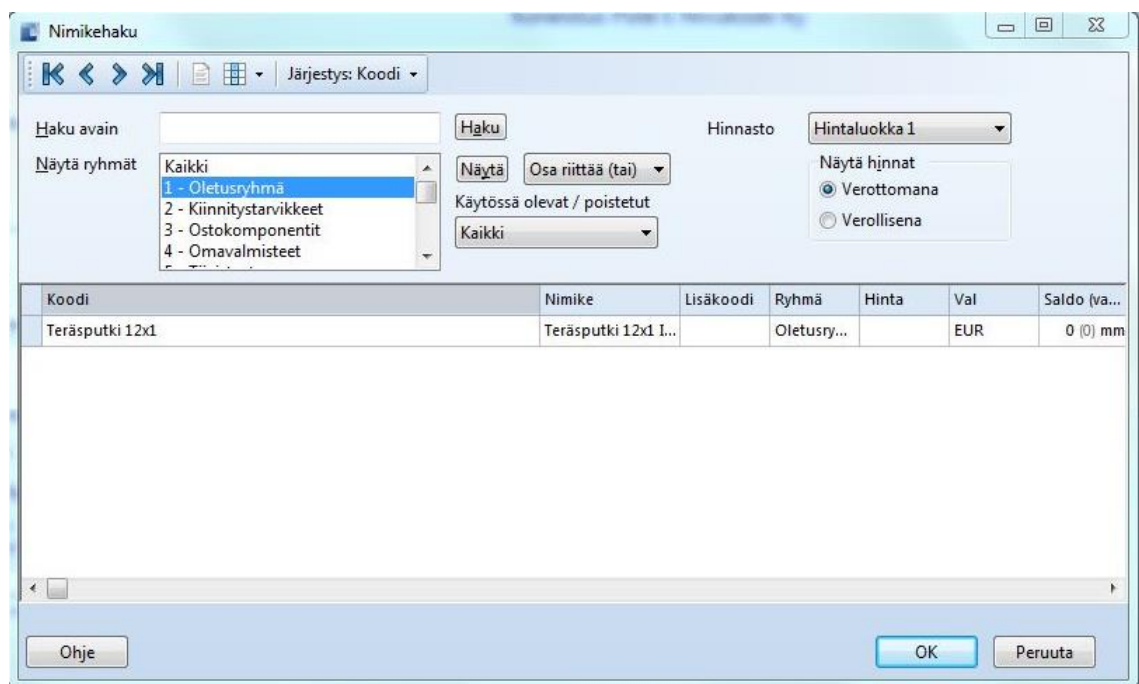 Nimikehaku
Järjestys: Koodi
Haku avain
Haku
Hinnasto
Hintaluokka 1
Näytä ryhmät
Kaikki
1 - Oletusryhmä
2 - Kiinnitystarvikkeet
3 - Ostokomponentit
4 - Omavalmisteet
Näytä
Osa riittää (tai)
Käytössä olevat / poistetut
Kaikki
Näytä hinnat
Verottomana
Verollisena
Koodi Nimike Lisäkoodi Ryhmä Hinta Val Saldo (va...
Teräsputki 12x1 Teräsputki 12x1 I... Oletusry... EUR 0 (0) mm
Ohje
OK
Peruuta